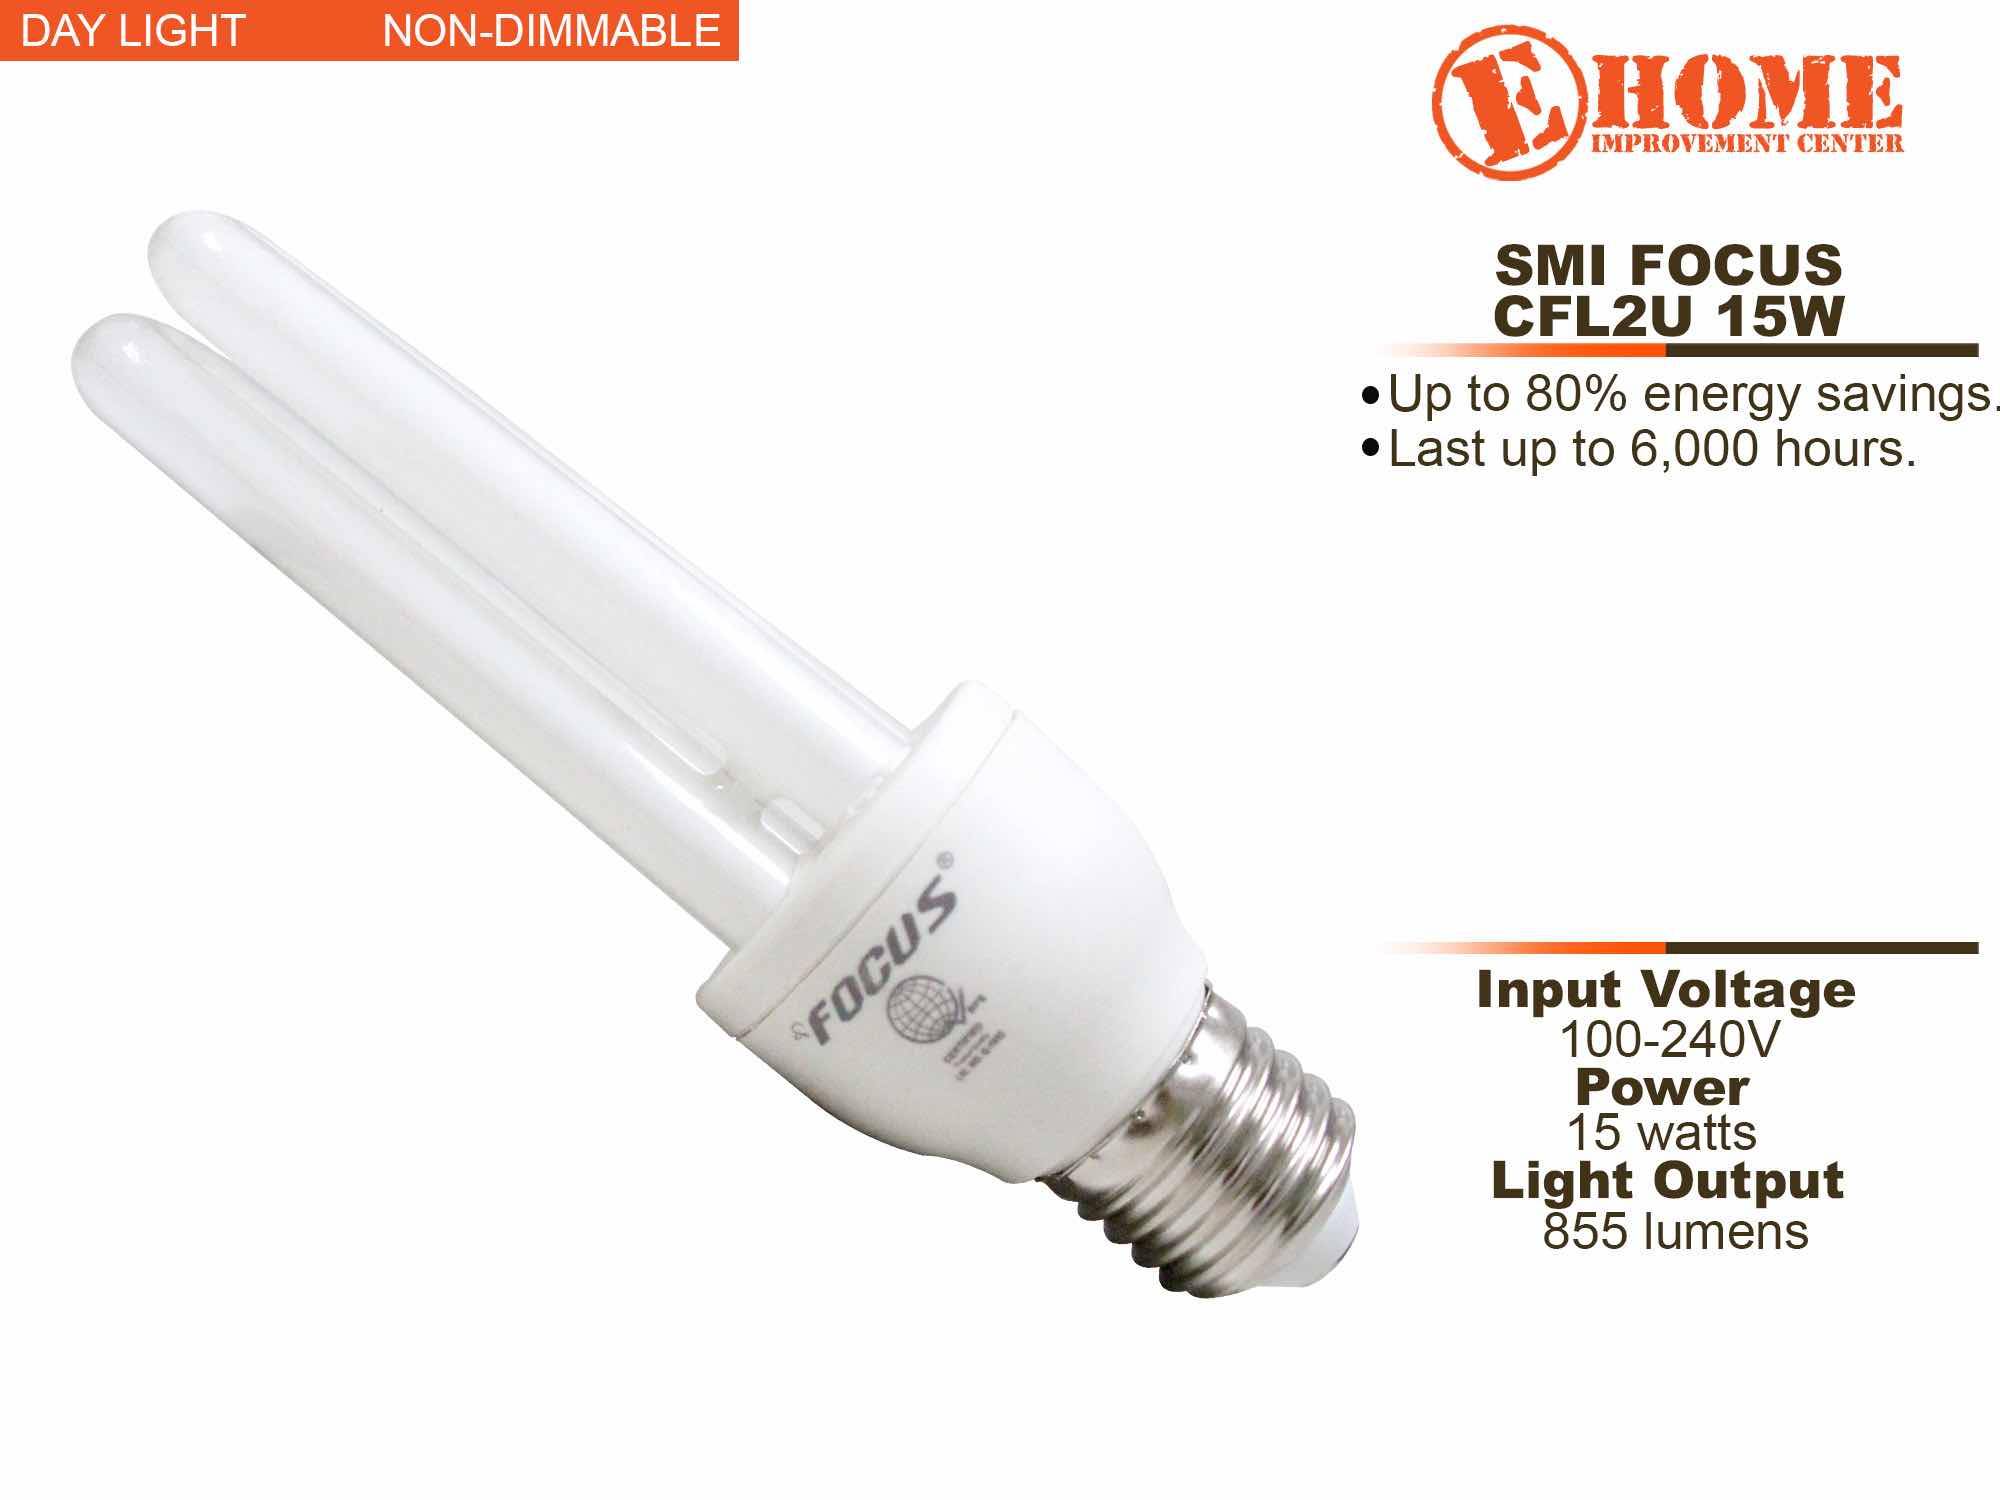 DAY LIGHT NON-DIMMABLE
E HOME
IMPROVEMENT CENTER
SMI FOCUS
CFL2U 15W
• Up to 80% energy savings.
• Last up to 6,000 hours.
FOCUS®
CERTIFIED
Input Voltage
100-240V
Power
15 watts
Light Output
855 lumens